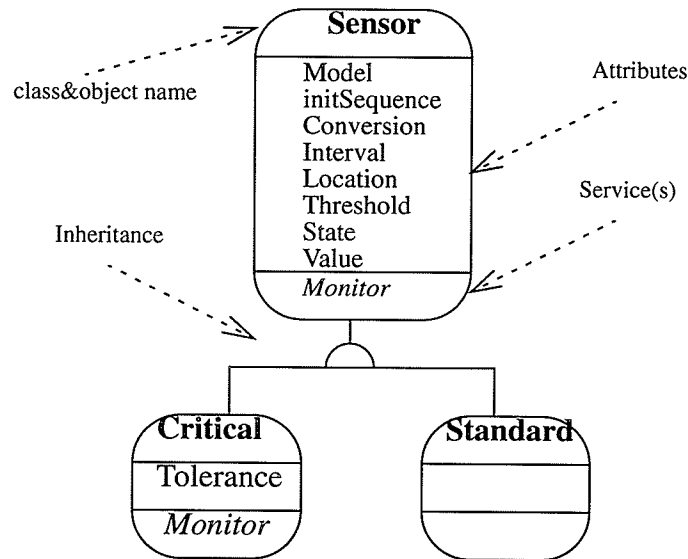 Sensor
class&object name
Attributes
Model
initSequence
Conversion
Interval
Location
Threshold
State
Value
Service(s)
Inheritance
Monitor
Critical
Tolerance
Monitor
Standard